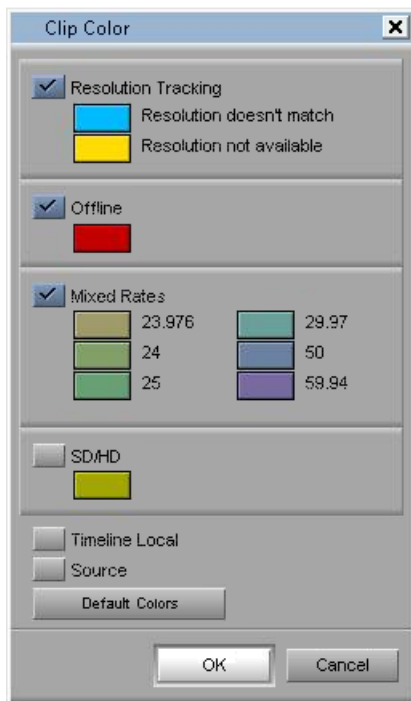 Clip Color
Resolution Tracking
Resolution doesn't match
Resolution not available
Offline
Mixed Rates
23.976
29.97
24
50
25
59.94
SD/HD
Timeline Local
Source
Default Colors
OK
Cancel